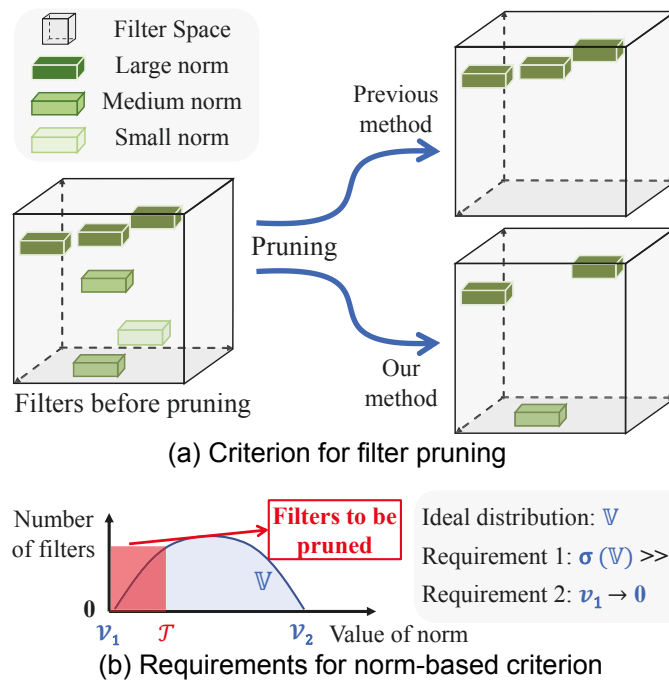 Filter Space
Large norm
Medium norm
Small norm
Previous
method
Pruning
Our
method
Filters before pruning
(a) Criterion for filter pruning
Number
of filters
Filters to be
pruned
𝕍
0
𝒱₁
𝒯
𝒱₂
Value of norm
Ideal distribution: 𝕍
Requirement 1: σ (𝕍) >>
Requirement 2: 𝓋₁ → 0
(b) Requirements for norm-based criterion